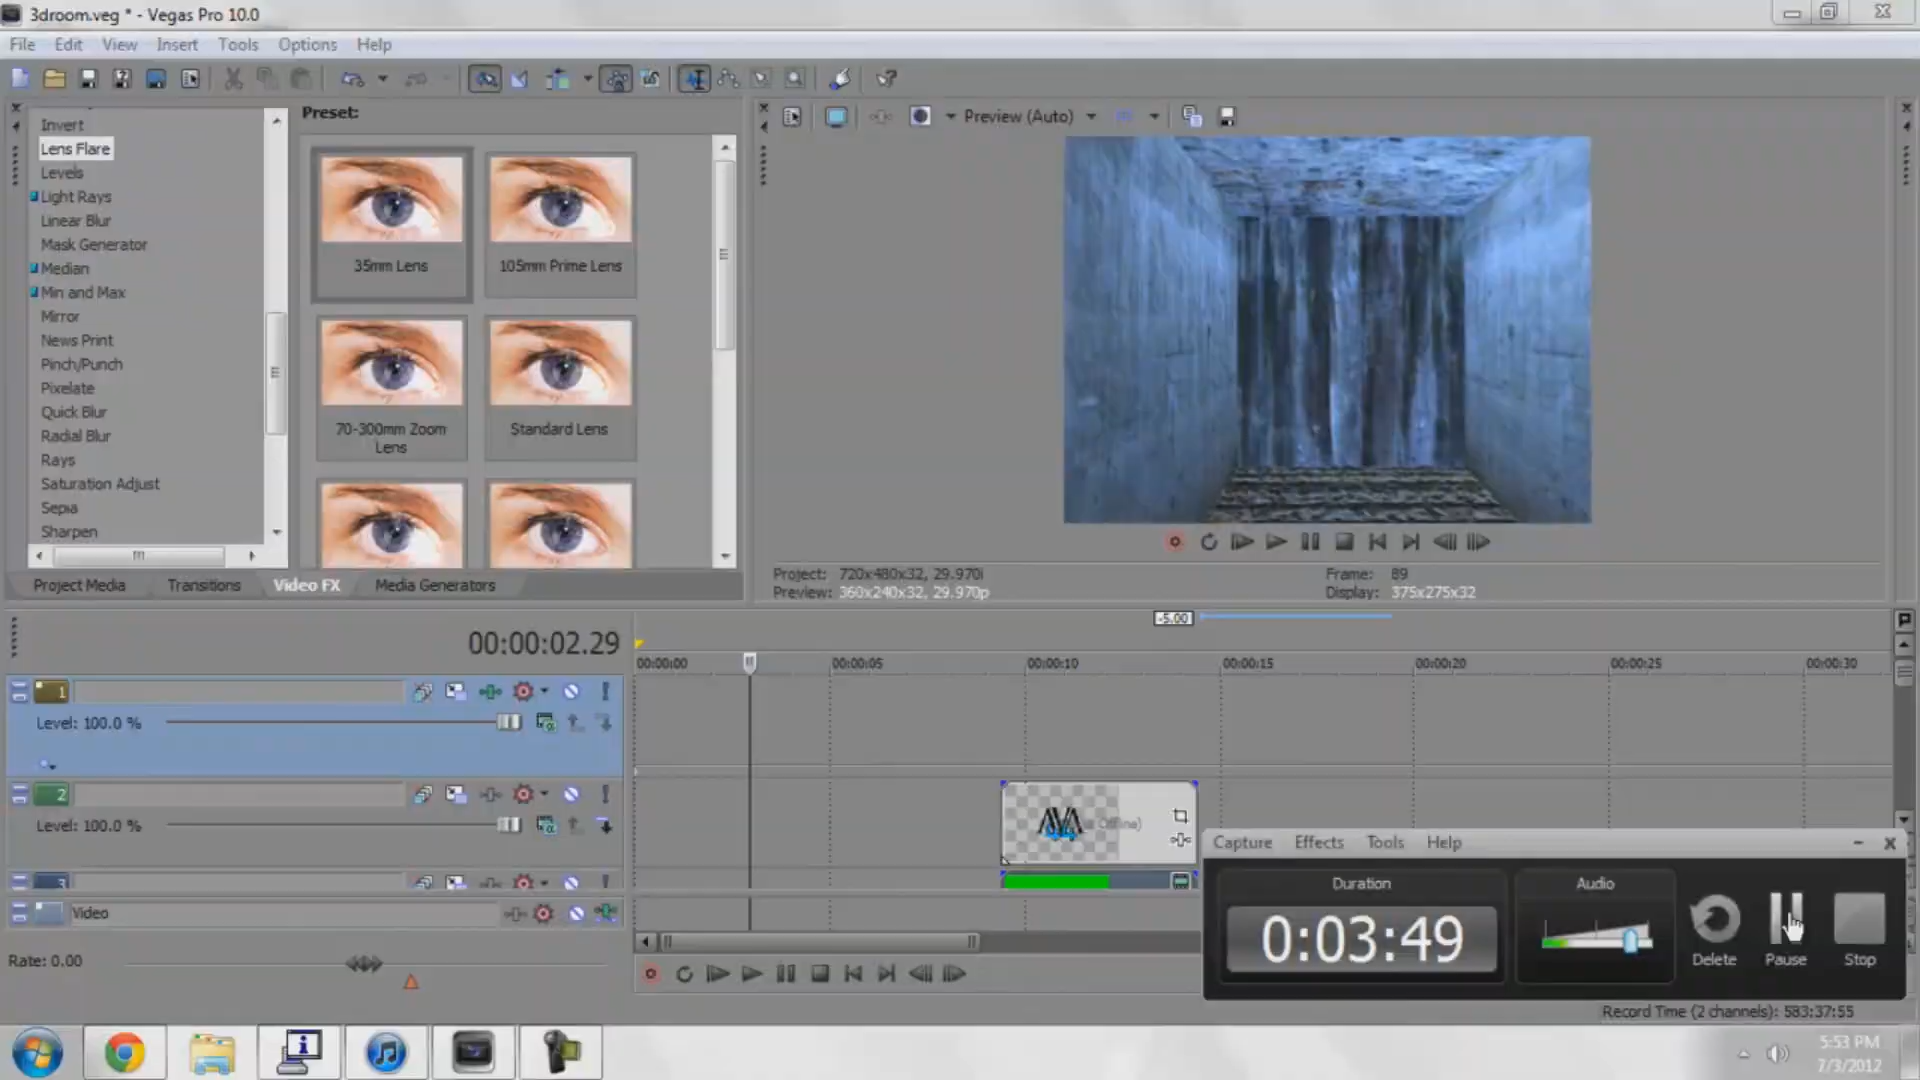 3droom.veg * - Vegas Pro 10.0
File Edit View Insert Tools Options Help
Preset:
Preview (Auto)
Invert
Lens Flare
Levels
Light Rays
Linear Blur
Mask Generator
Median
Min and Max
Mirror
News Print
Pinch/Punch
Pixelate
Quick Blur
Radial Blur
Rays
Saturation Adjust
Sepia
Sharpen
35mm Lens
105mm Prime Lens
70-300mm Zoom
Lens
Standard Lens
Project Media Transitions Video FX Media Generators
Project: 720x480x32, 29.970i
Preview: 360x240x32, 29.970p
Frame: 89
Display: 375x275x32
-5.00
00:00:02.29
00:00:00 00:00:05 00:00:10 00:00:15 00:00:20 00:00:25 00:00:30
1
Level: 100.0 %
2
Level: 100.0 %
3
Video
Rate: 0.00
Offline)
Capture Effects Tools Help
Duration
0:03:49
Audio
Delete
Pause
Stop
Record Time (2 channels): 583:37:55
5:53 PM
7/3/2012